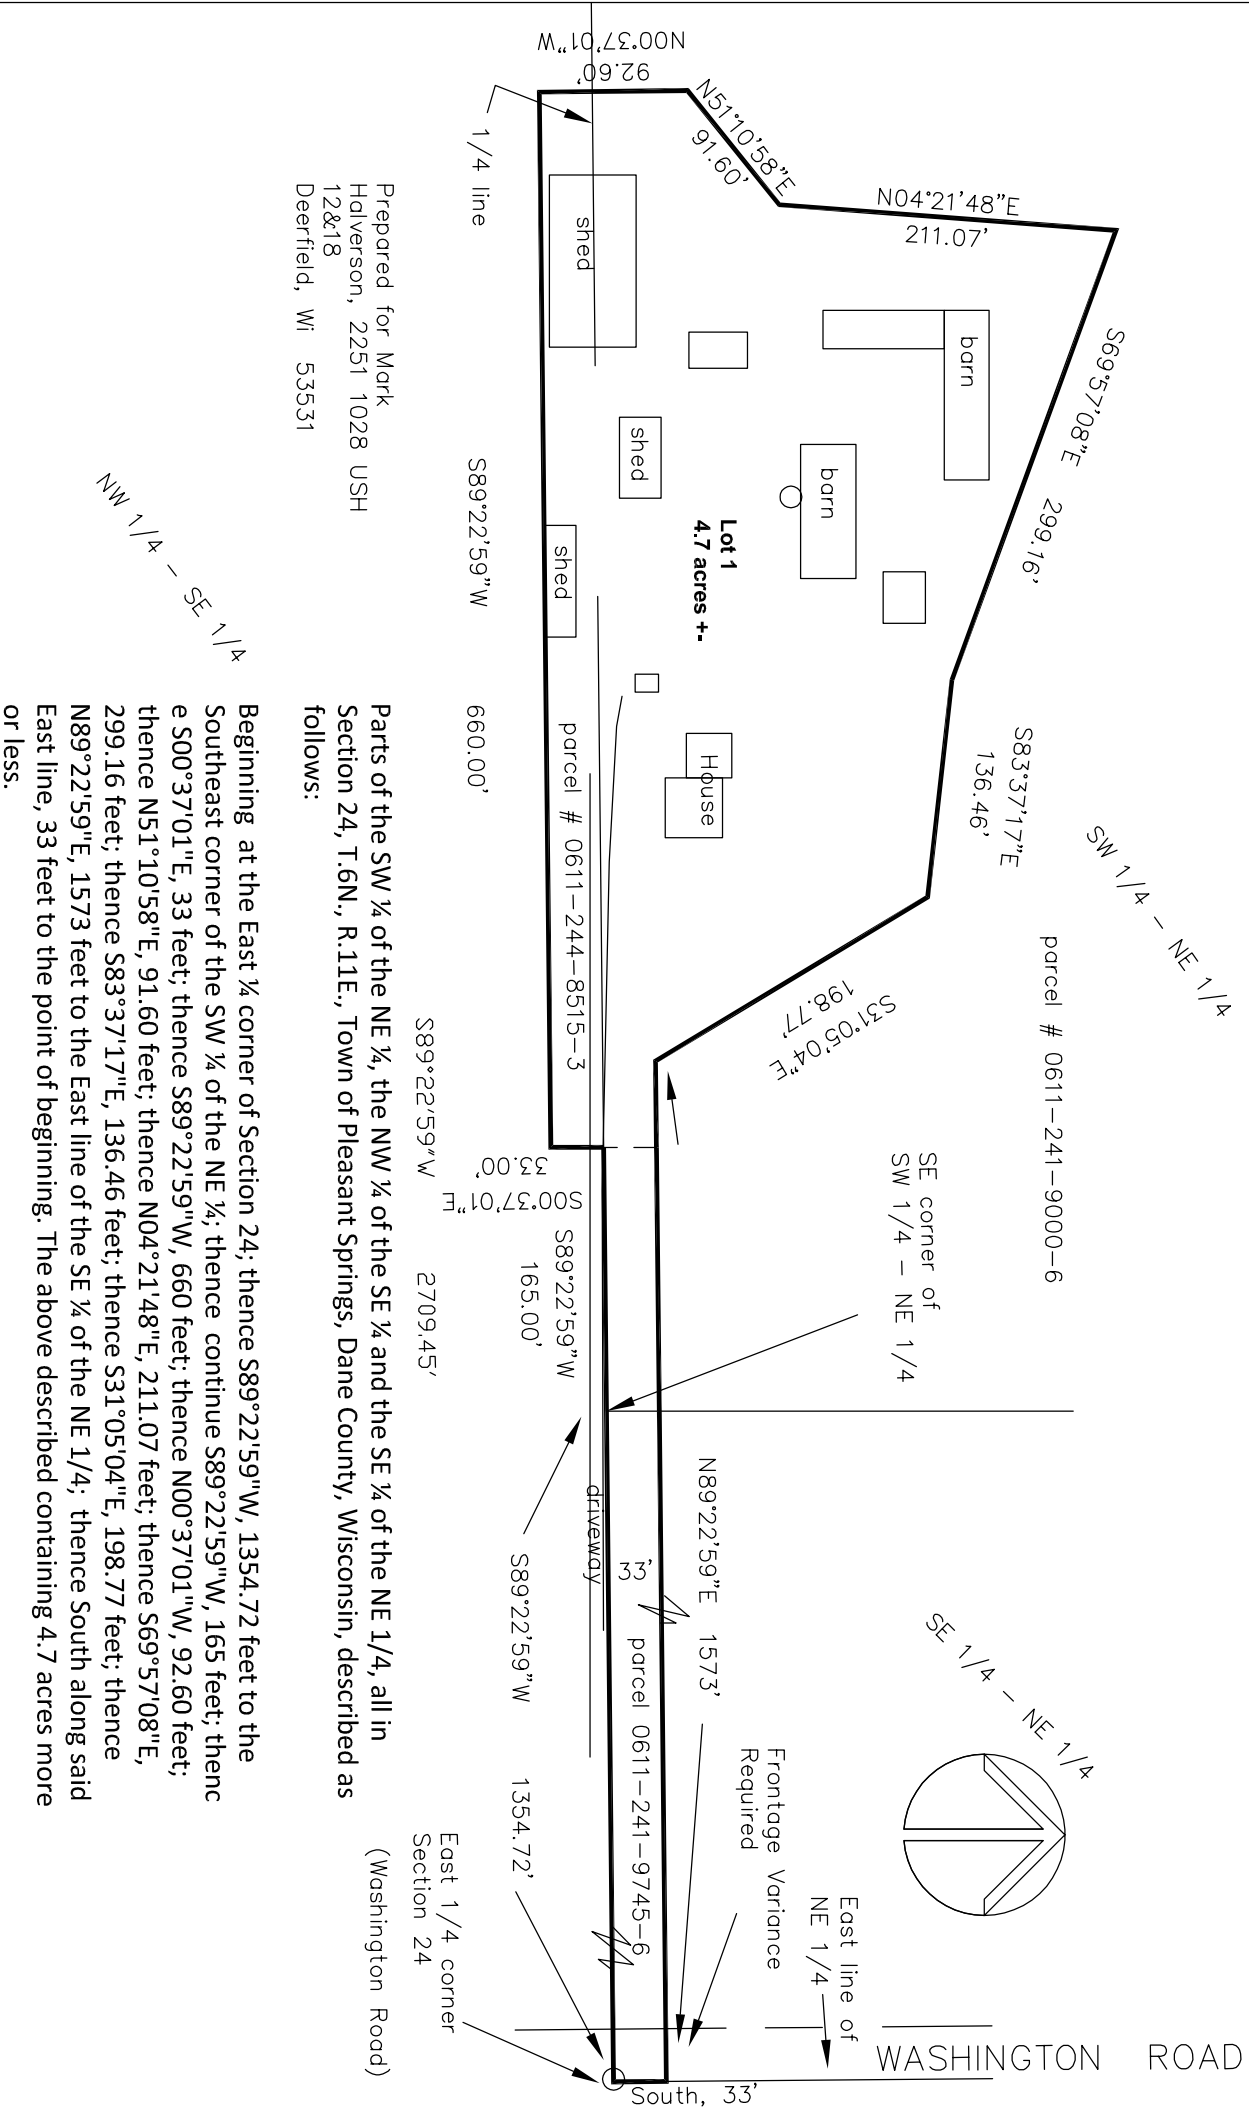 N00°37'01"W
92.60'
N51°10'58"E
91.60'
N04°21'48"E
211.07'
S69°57'08"E 299.16'
S83°37'17"E
136.46'
S31°05'04"E
198.77'
SW 1/4 - NE 1/4
parcel # 0611-241-9000-6
SE corner of
SW 1/4 - NE 1/4
SE 1/4 - NE 1/4
N89°22'59"E 1573'
Frontage Variance
Required
East line of
NE 1/4
WASHINGTON ROAD
South, 33'
33'
parcel 0611-241-9745-6
driveway
barn
barn
shed
shed
shed
House
Lot 1
4.7 acres +-
parcel # 0611-244-8515-3
1/4 line
S89°22'59"W 660.00'
33.00'
S00°37'01"E
S89°22'59"W
165.00'
S89°22'59"W 1354.72'
S89°22'59"W 2709.45'
East 1/4 corner
Section 24
(Washington Road)
Prepared for Mark
Halverson, 2251 1028 USH
12&18
Deerfield, Wi 53531
NW 1/4 - SE 1/4
Parts of the SW ¼ of the NE ¼, the NW ¼ of the SE ¼ and the SE ¼ of the NE 1/4, all in
Section 24, T.6N., R.11E., Town of Pleasant Springs, Dane County, Wisconsin, described as
follows:
Beginning at the East ¼ corner of Section 24; thence S89°22'59"W, 1354.72 feet to the
Southeast corner of the SW ¼ of the NE ¼; thence continue S89°22'59"W, 165 feet; thenc
e S00°37'01"E, 33 feet; thence S89°22'59"W, 660 feet; thence N00°37'01"W, 92.60 feet;
thence N51°10'58"E, 91.60 feet; thence N04°21'48"E, 211.07 feet; thence S69°57'08"E,
299.16 feet; thence S83°37'17"E, 136.46 feet; thence S31°05'04"E, 198.77 feet; thence
N89°22'59"E, 1573 feet to the East line of the SE ¼ of the NE 1/4; thence South along said
East line, 33 feet to the point of beginning. The above described containing 4.7 acres more
or less.